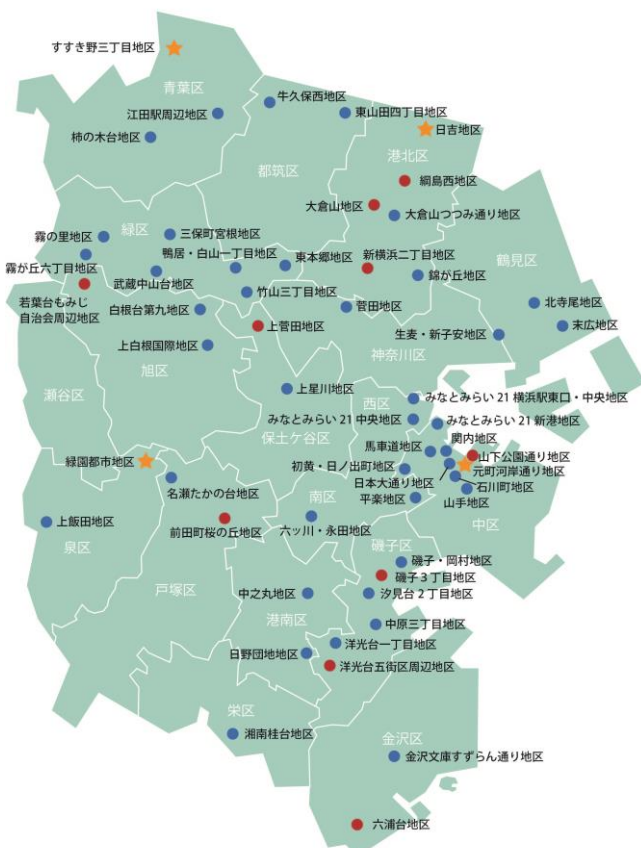 すすき野三丁目地区
青葉区
牛久保西地区
江田駅周辺地区
東山田四丁目地区
日吉地区
柿の木台地区
港北区
都筑区
綱島西地区
大倉山地区
大倉山つつみ通り地区
緑区
三保町宮根地区
霧の里地区
鴨居・白山一丁目地区
東本郷地区
新横浜二丁目地区
鶴見区
霧が丘六丁目地区
武蔵中山台地区
錦が丘地区
竹山三丁目地区
若葉台もみじ
自治会周辺地区
白根台第九地区
菅田地区
北寺尾地区
上菅田地区
末広地区
生麦・新子安地区
上白根国際地区
神奈川区
旭区
瀬谷区
上星川地区
西区
みなとみらい 21 横浜駅東口・中央地区
みなとみらい 21 中央地区
みなとみらい 21 新港地区
保土ケ谷区
関内地区
馬車道地区
山下公園通り地区
緑園都市地区
初黄・日ノ出町地区
元町河岸通り地区
日本大通り地区
石川町地区
名瀬たかの台地区
南区
平楽地区
山手地区
上飯田地区
前田町桜の丘地区
六ッ川・永田地区
中区
泉区
磯子区
戸塚区
磯子・岡村地区
磯子３丁目地区
中之丸地区
汐見台２丁目地区
港南区
中原三丁目地区
洋光台一丁目地区
日野団地地区
洋光台五街区周辺地区
栄区
湘南桂台地区
金沢区
金沢文庫すずらん通り地区
六浦台地区